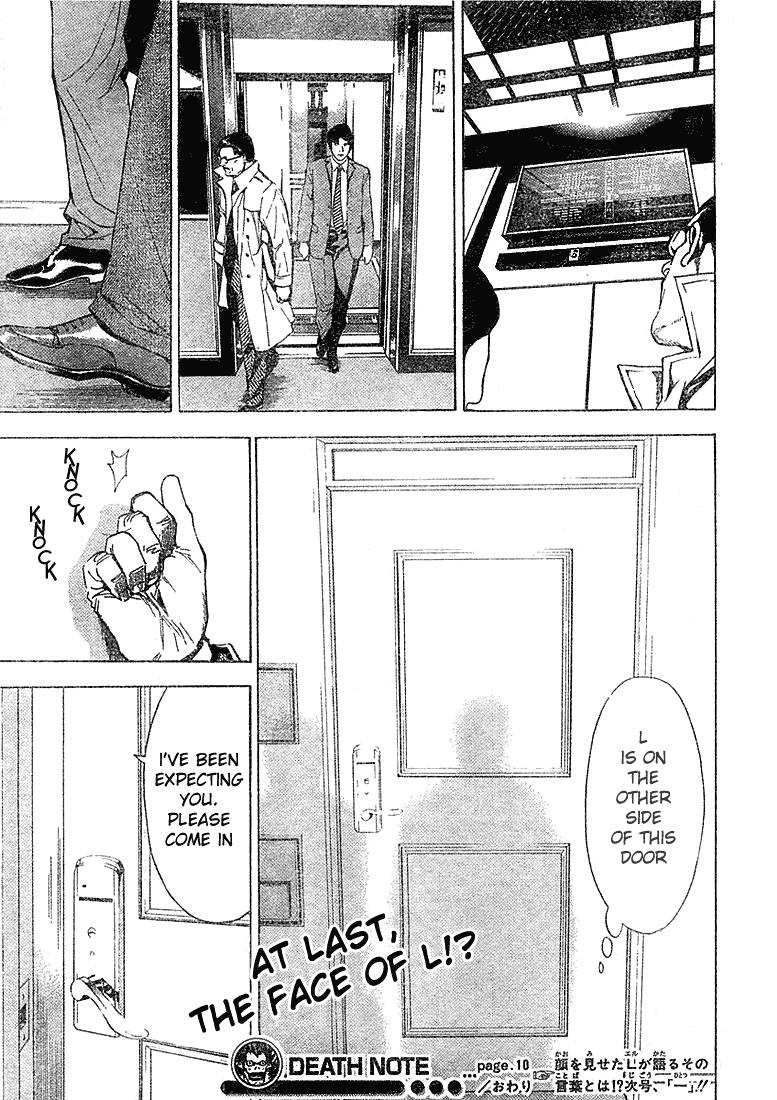 KNOCK
KNOCK
L
IS ON
THE
OTHER
SIDE
OF THIS
DOOR
I'VE BEEN
EXPECTING
YOU.
PLEASE
COME IN
AT LAST,
THE FACE OF L!?
DEATH NOTE
page.10
…／おわり
顔を見せたLが語るその
言葉とは!?次号、「一」!!